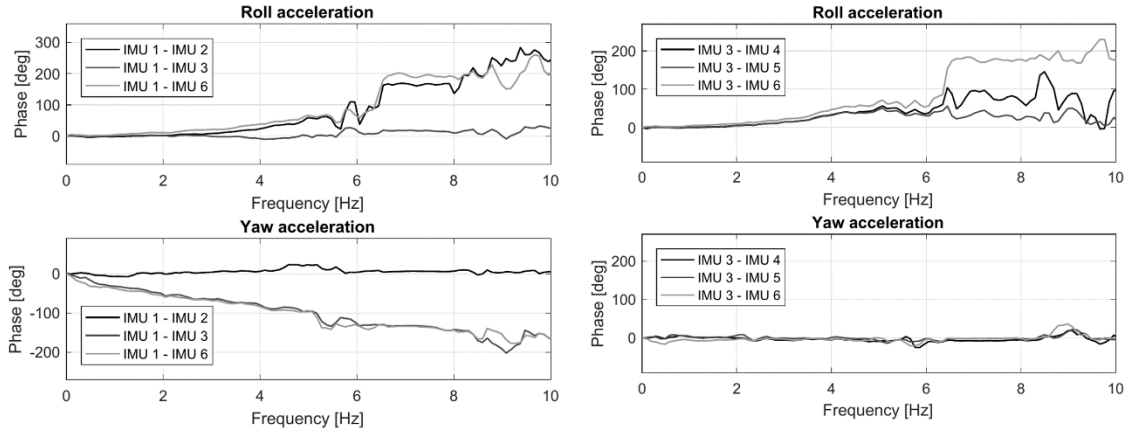 Roll acceleration
Phase [deg]
300
200
100
0
IMU 1 - IMU 2
IMU 1 - IMU 3
IMU 1 - IMU 6
0 2 4 6 8 10
Frequency [Hz]
Roll acceleration
Phase [deg]
200
100
0
IMU 3 - IMU 4
IMU 3 - IMU 5
IMU 3 - IMU 6
0 2 4 6 8 10
Frequency [Hz]
Yaw acceleration
Phase [deg]
0
-100
-200
IMU 1 - IMU 2
IMU 1 - IMU 3
IMU 1 - IMU 6
0 2 4 6 8 10
Frequency [Hz]
Yaw acceleration
Phase [deg]
200
100
0
IMU 3 - IMU 4
IMU 3 - IMU 5
IMU 3 - IMU 6
0 2 4 6 8 10
Frequency [Hz]